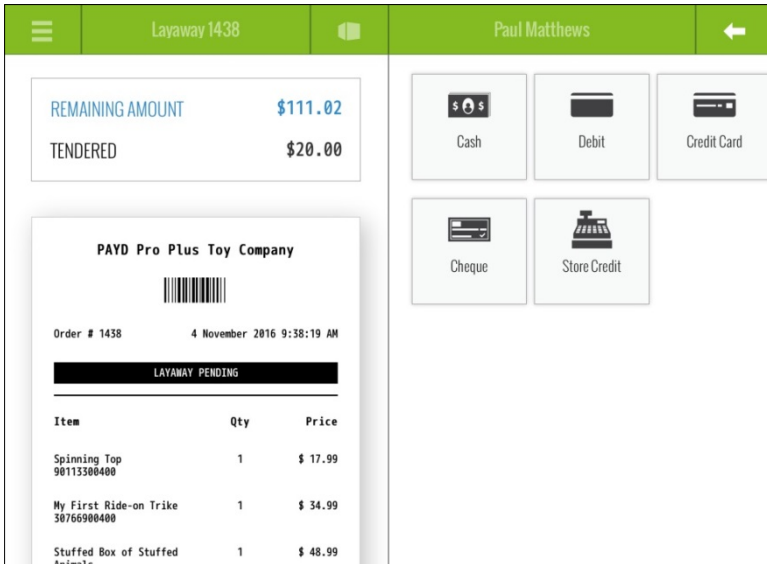 Layaway 1438
Paul Matthews
REMAINING AMOUNT $111.02
TENDERED $20.00
PAYD Pro Plus Toy Company
Order # 1438 4 November 2016 9:38:19 AM
LAYAWAY PENDING
Item Qty Price
Spinning Top 1 $ 17.99
90113300400
My First Ride-on Trike 1 $ 34.99
30766900400
Stuffed Box of Stuffed 1 $ 48.99
Animals
$ $
Cash
Debit
Credit Card
Cheque
Store Credit